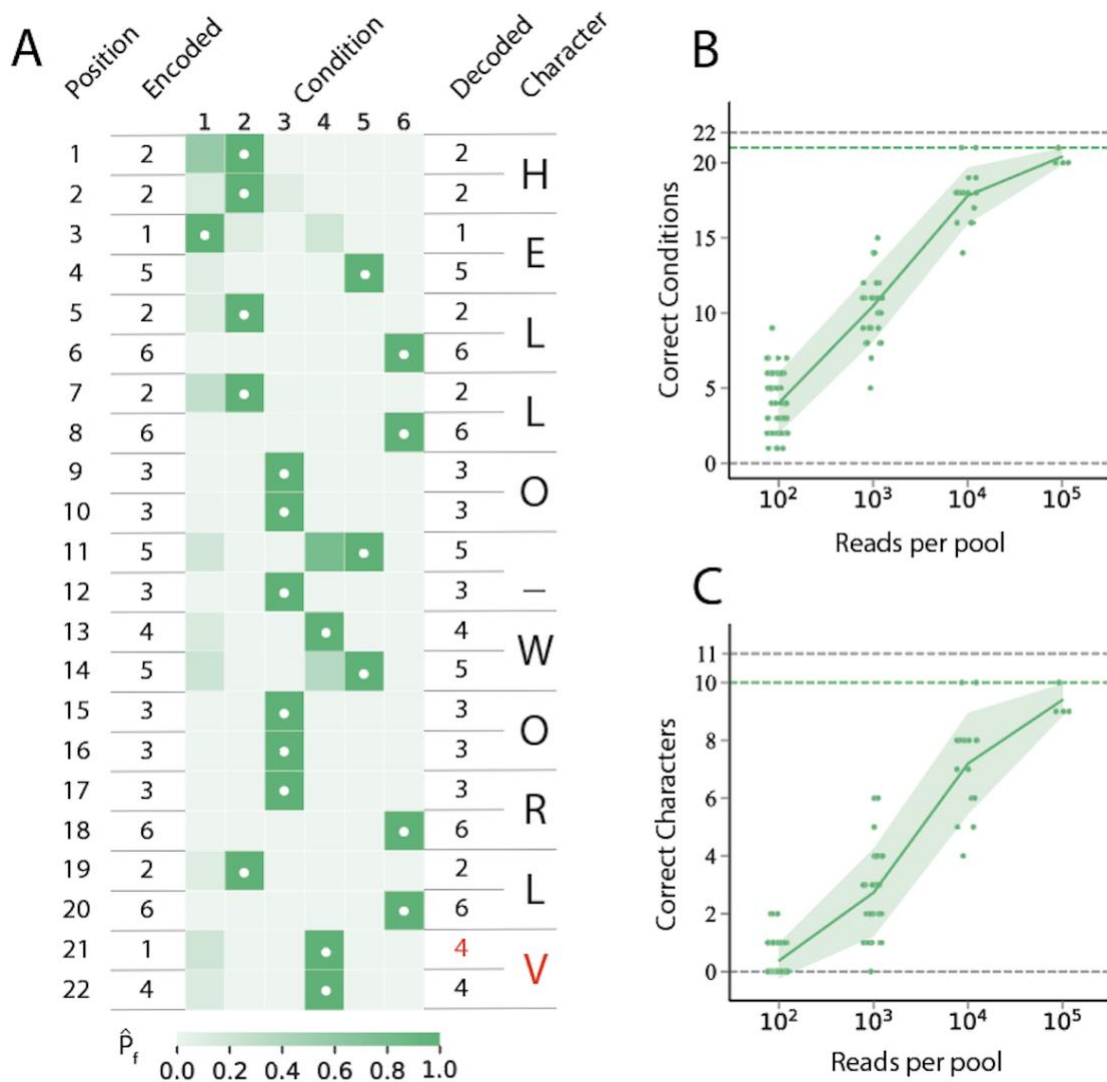 A
Position Encoded Condition Decoded Character
1 2 3 4 5 6
1 2 2
H
2 2 2
3 1 1
E
4 5 5
5 2 2
L
6 6 6
7 2 2
L
8 6 6
9 3 3
O
10 3 3
11 5 5
12 3 3 –
13 4 4
W
14 5 5
15 3 3
O
16 3 3
17 3 3
R
18 6 6
19 2 2
L
20 6 6
21 1 4
V
22 4 4
P̂f
0.0 0.2 0.4 0.6 0.8 1.0
B
Correct Conditions
22
20
15
10
5
0
10² 10³ 10⁴ 10⁵
Reads per pool
C
Correct Characters
11
10
8
6
4
2
0
10² 10³ 10⁴ 10⁵
Reads per pool